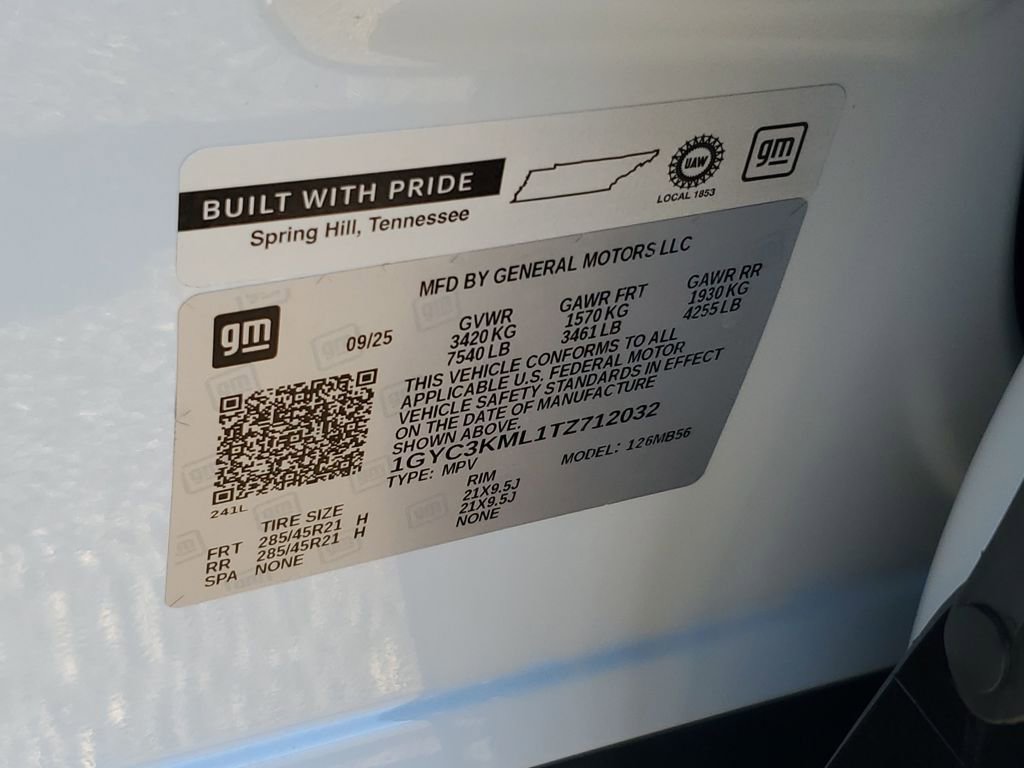 BUILT WITH PRIDE
Spring Hill, Tennessee
UAW
LOCAL 1853
gm
MFD BY GENERAL MOTORS LLC
gm
09/25
GVWR GAWR FRT GAWR RR
3420 KG 1570 KG 1930 KG
7540 LB 3461 LB 4255 LB
THIS VEHICLE CONFORMS TO ALL
APPLICABLE U.S. FEDERAL MOTOR
VEHICLE SAFETY STANDARDS IN EFFECT
ON THE DATE OF MANUFACTURE
SHOWN ABOVE.
1GYC3KML1TZ712032
TYPE: MPV MODEL: 126MB56
241L
TIRE SIZE RIM
FRT 285/45R21 H 21X9.5J
RR 285/45R21 H 21X9.5J
SPA NONE NONE